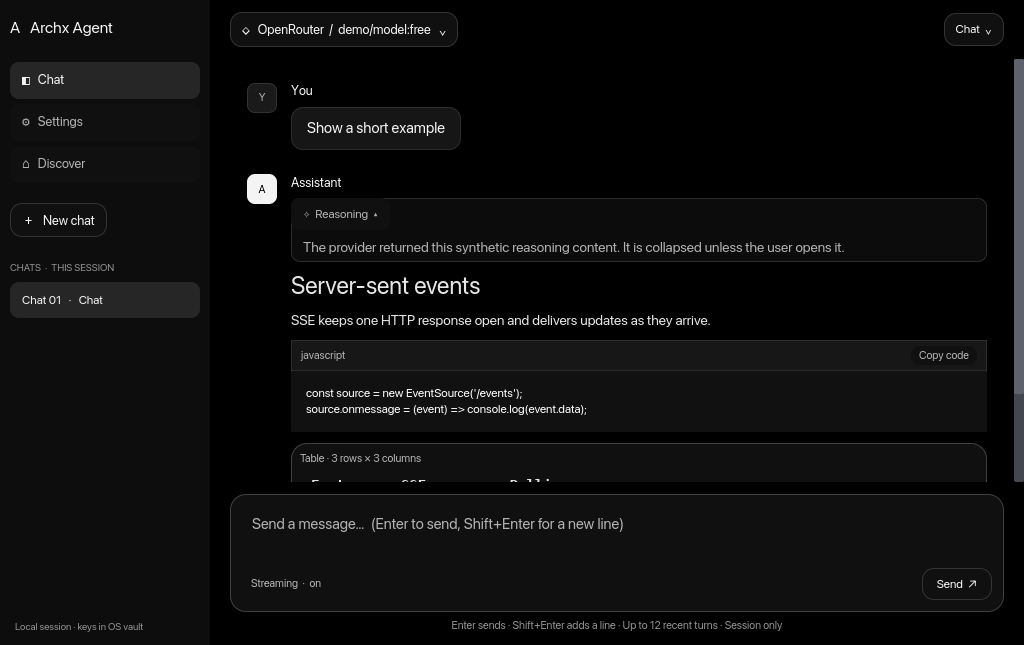 A Archx Agent
Chat
Settings
Discover
+ New chat
CHATS · THIS SESSION
Chat 01 · Chat
Local session · keys in OS vault
OpenRouter / demo/model:free
Chat
Y
You
Show a short example
A
Assistant
Reasoning
The provider returned this synthetic reasoning content. It is collapsed unless the user opens it.
Server-sent events
SSE keeps one HTTP response open and delivers updates as they arrive.
javascript
Copy code
const source = new EventSource('/events');
source.onmessage = (event) => console.log(event.data);
Table · 3 rows × 3 columns
Send a message... (Enter to send, Shift+Enter for a new line)
Streaming · on
Send ↗
Enter sends · Shift+Enter adds a line · Up to 12 recent turns · Session only